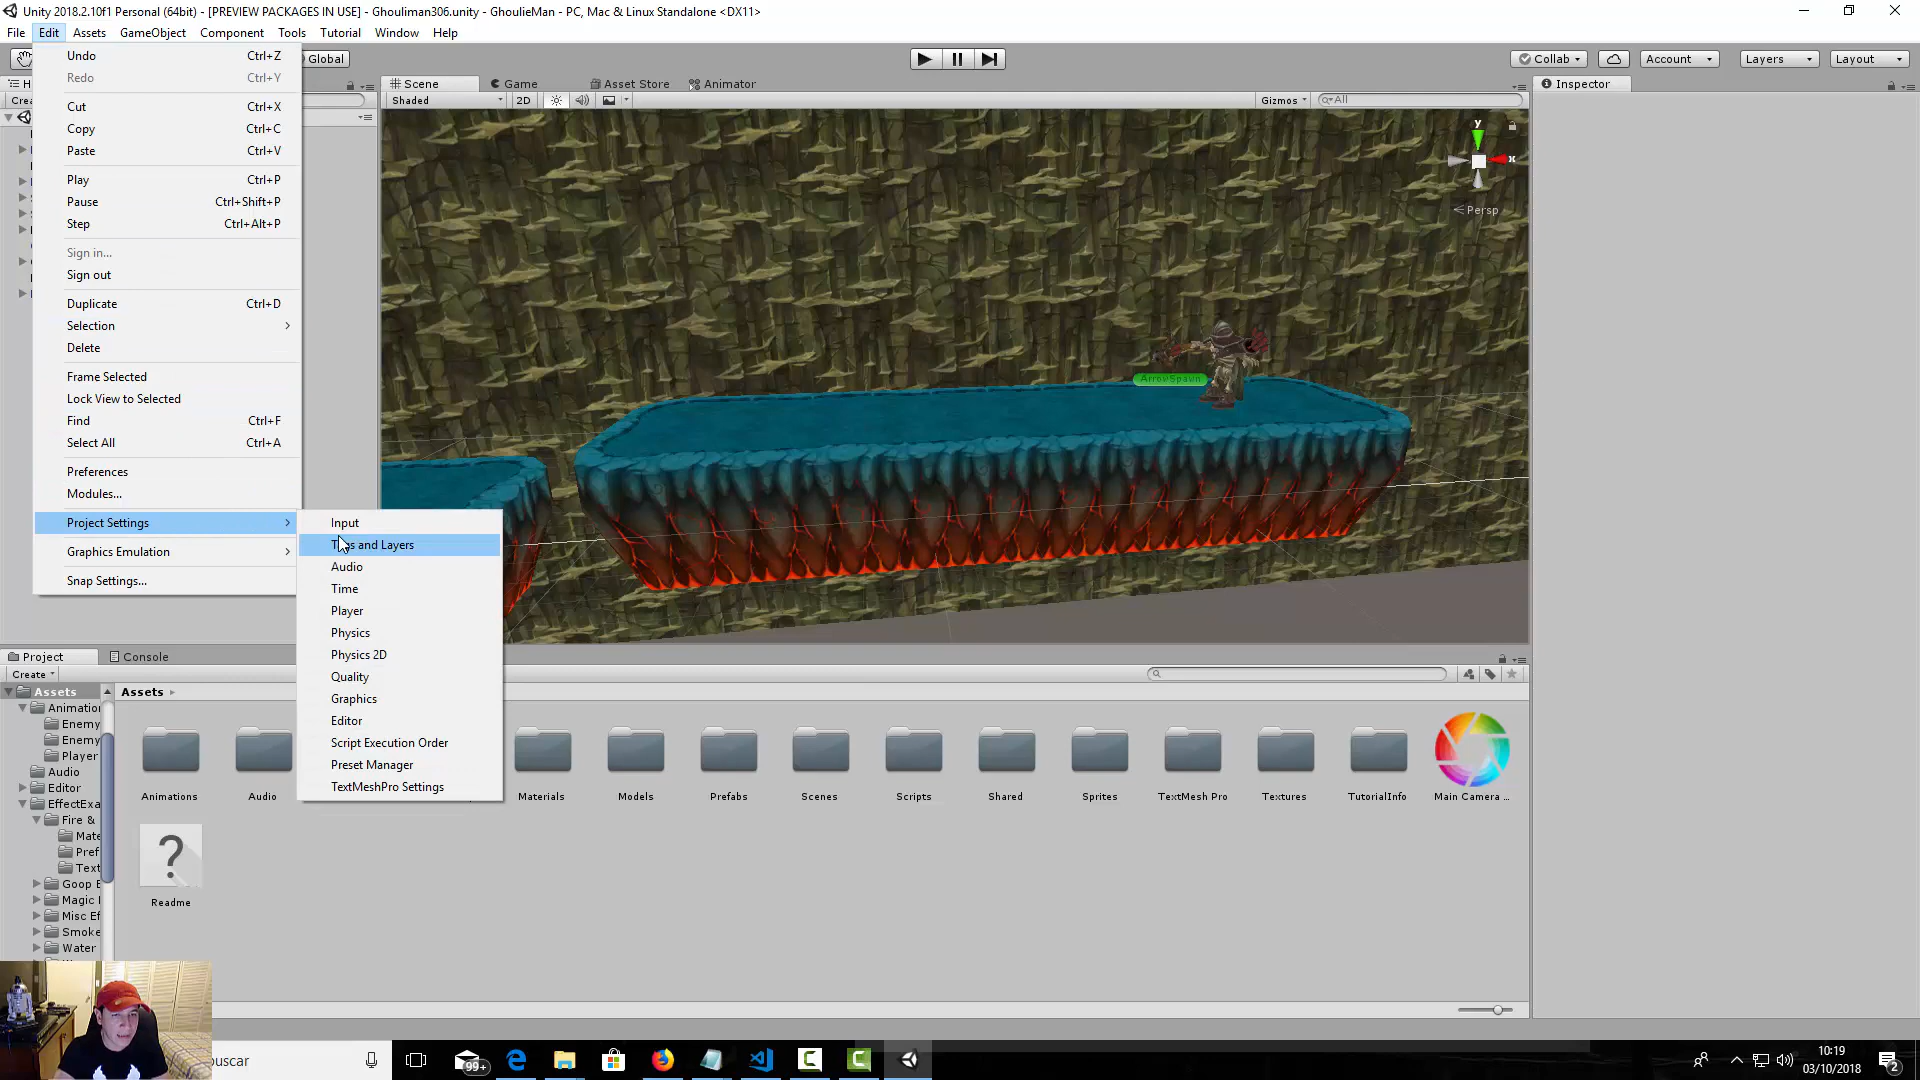 Unity 2018.2.10f1 Personal (64bit) - [PREVIEW PACKAGES IN USE] - Ghouliman306.unity - GhoulieMan - PC, Mac & Linux Standalone <DX11>
File Edit Assets GameObject Component Tools Tutorial Window Help
Global
Collab
Account
Layers
Layout
Undo Ctrl+Z
Redo Ctrl+Y
Cut Ctrl+X
Copy Ctrl+C
Paste Ctrl+V
Play Ctrl+P
Pause Ctrl+Shift+P
Step Ctrl+Alt+P
Sign in...
Sign out
Duplicate Ctrl+D
Selection
Delete
Frame Selected
Lock View to Selected
Find Ctrl+F
Select All Ctrl+A
Preferences
Modules...
Project Settings
Graphics Emulation
Snap Settings...
Input
and Layers
Audio
Time
Player
Physics
Physics 2D
Quality
Graphics
Editor
Script Execution Order
Preset Manager
TextMeshPro Settings
Scene Game Asset Store Animator
Shaded 2D Gizmos All
y
x
Persp
ArrowSpawn
Inspector
Project Console
Create
Assets
Animatio
Enemy
Enemy
Player
Audio
Editor
EffectExa
Fire &
Mate
Pref
Text
Goop E
Magic
Misc Ef
Smoke
Water
Assets
Animations
Audio
Materials
Models
Prefabs
Scenes
Scripts
Shared
Sprites
TextMesh Pro
Textures
TutorialInfo
Main Camera ...
Readme
buscar
99+
10:19
03/10/2018
2